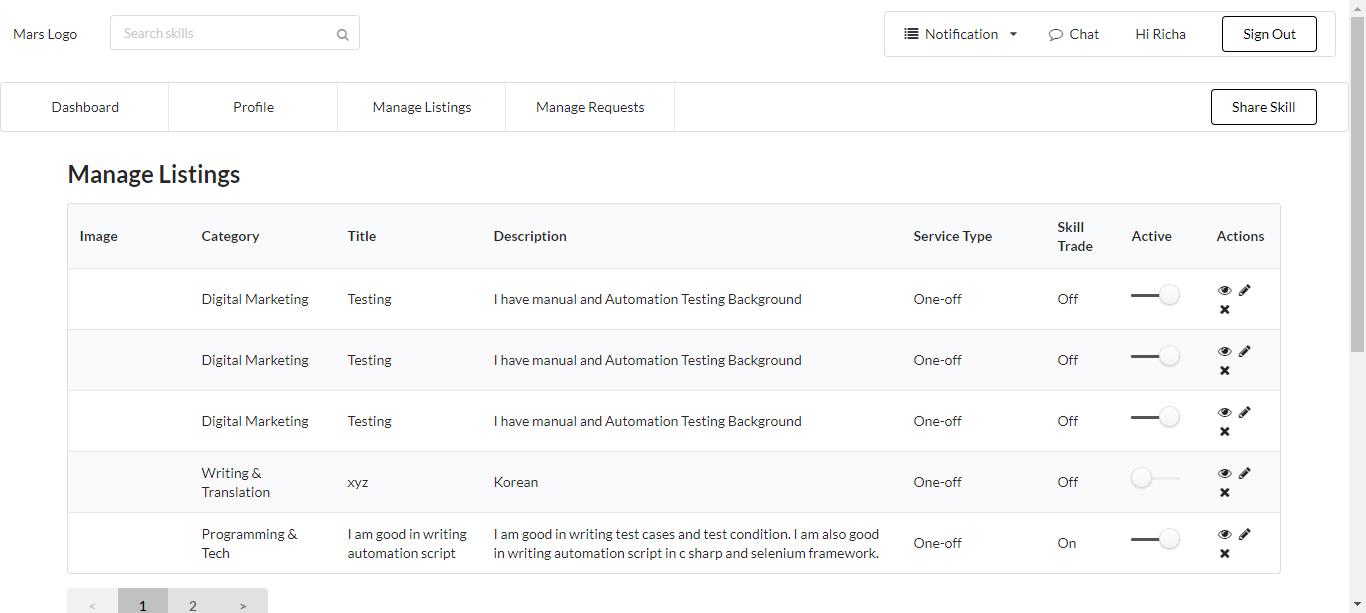 Mars Logo
Search skills
Notification
Chat
Hi Richa
Sign Out
Dashboard
Profile
Manage Listings
Manage Requests
Share Skill
Manage Listings
Image Category Title Description Service Type Skill Trade Active Actions
Digital Marketing Testing I have manual and Automation Testing Background One-off Off
Digital Marketing Testing I have manual and Automation Testing Background One-off Off
Digital Marketing Testing I have manual and Automation Testing Background One-off Off
Writing & Translation xyz Korean One-off Off
Programming & Tech I am good in writing automation script I am good in writing test cases and test condition. I am also good in writing automation script in c sharp and selenium framework. One-off On
< 1 2 >